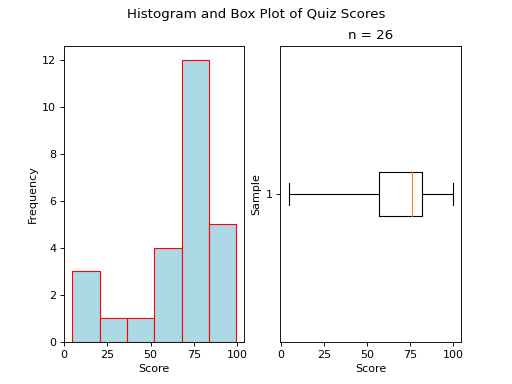 Histogram and Box Plot of Quiz Scores
n = 26
Frequency
12
10
8
6
4
2
0
0 25 50 75 100
Score
Sample
1
0 25 50 75 100
Score